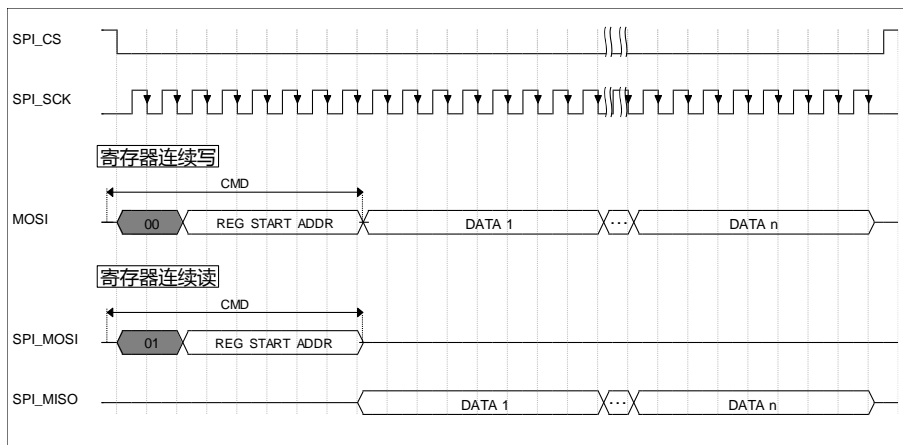 SPI_CS
SPI_SCK
寄存器连续写
CMD
MOSI
00
REG START ADDR
DATA 1
...
DATA n
寄存器连续读
CMD
SPI_MOSI
01
REG START ADDR
SPI_MISO
DATA 1
...
DATA n